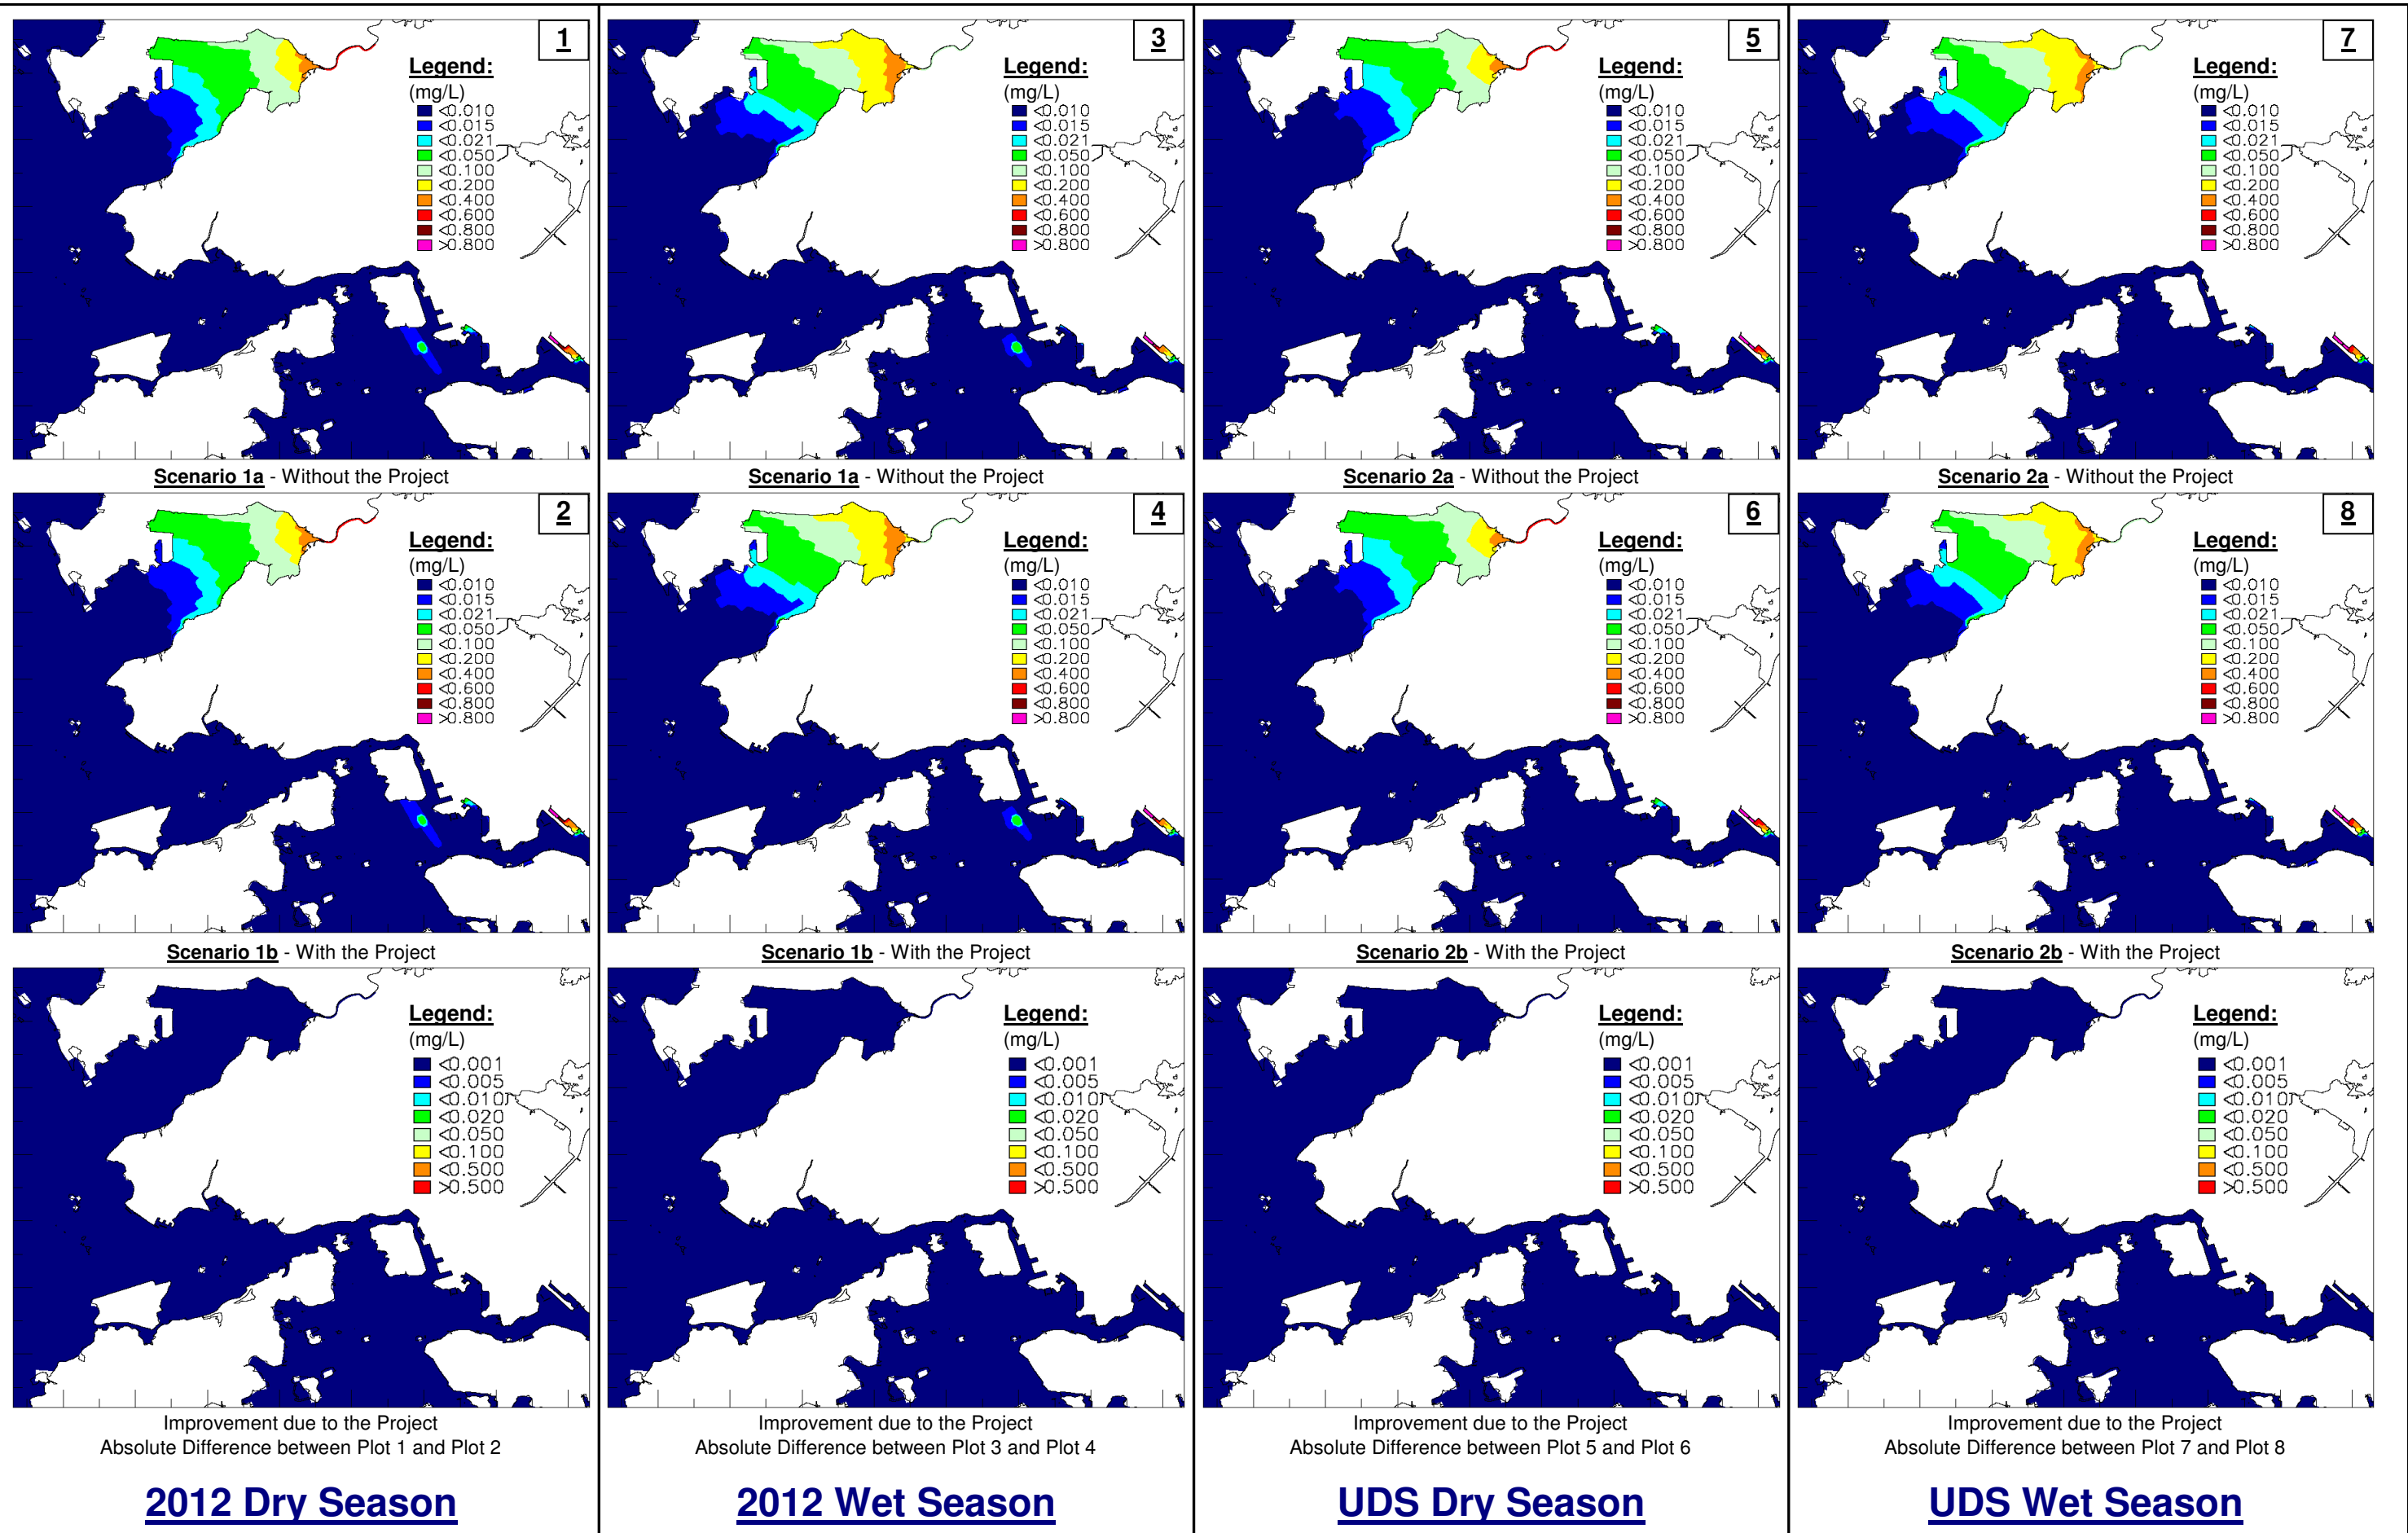 1
Legend:
(mg/L)
<0.010
<0.015
<0.021
<0.050
<0.100
<0.200
<0.400
<0.600
<0.800
>0.800
Scenario 1a - Without the Project
2
Legend:
(mg/L)
<0.010
<0.015
<0.021
<0.050
<0.100
<0.200
<0.400
<0.600
<0.800
>0.800
Scenario 1b - With the Project
Legend:
(mg/L)
<0.001
<0.005
<0.010
<0.020
<0.050
<0.100
<0.500
>0.500
Improvement due to the Project
Absolute Difference between Plot 1 and Plot 2
2012 Dry Season
3
Legend:
(mg/L)
<0.010
<0.015
<0.021
<0.050
<0.100
<0.200
<0.400
<0.600
<0.800
>0.800
Scenario 1a - Without the Project
4
Legend:
(mg/L)
<0.010
<0.015
<0.021
<0.050
<0.100
<0.200
<0.400
<0.600
<0.800
>0.800
Scenario 1b - With the Project
Legend:
(mg/L)
<0.001
<0.005
<0.010
<0.020
<0.050
<0.100
<0.500
>0.500
Improvement due to the Project
Absolute Difference between Plot 3 and Plot 4
2012 Wet Season
5
Legend:
(mg/L)
<0.010
<0.015
<0.021
<0.050
<0.100
<0.200
<0.400
<0.600
<0.800
>0.800
Scenario 2a - Without the Project
6
Legend:
(mg/L)
<0.010
<0.015
<0.021
<0.050
<0.100
<0.200
<0.400
<0.600
<0.800
>0.800
Scenario 2b - With the Project
Legend:
(mg/L)
<0.001
<0.005
<0.010
<0.020
<0.050
<0.100
<0.500
>0.500
Improvement due to the Project
Absolute Difference between Plot 5 and Plot 6
UDS Dry Season
7
Legend:
(mg/L)
<0.010
<0.015
<0.021
<0.050
<0.100
<0.200
<0.400
<0.600
<0.800
>0.800
Scenario 2a - Without the Project
8
Legend:
(mg/L)
<0.010
<0.015
<0.021
<0.050
<0.100
<0.200
<0.400
<0.600
<0.800
>0.800
Scenario 2b - With the Project
Legend:
(mg/L)
<0.001
<0.005
<0.010
<0.020
<0.050
<0.100
<0.500
>0.500
Improvement due to the Project
Absolute Difference between Plot 7 and Plot 8
UDS Wet Season